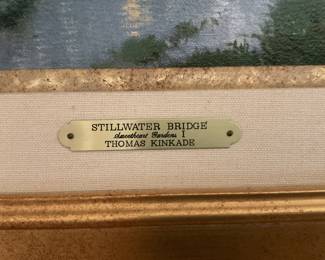 STILLWATER BRIDGE
Sweetheart Gardens I
THOMAS KINKADE